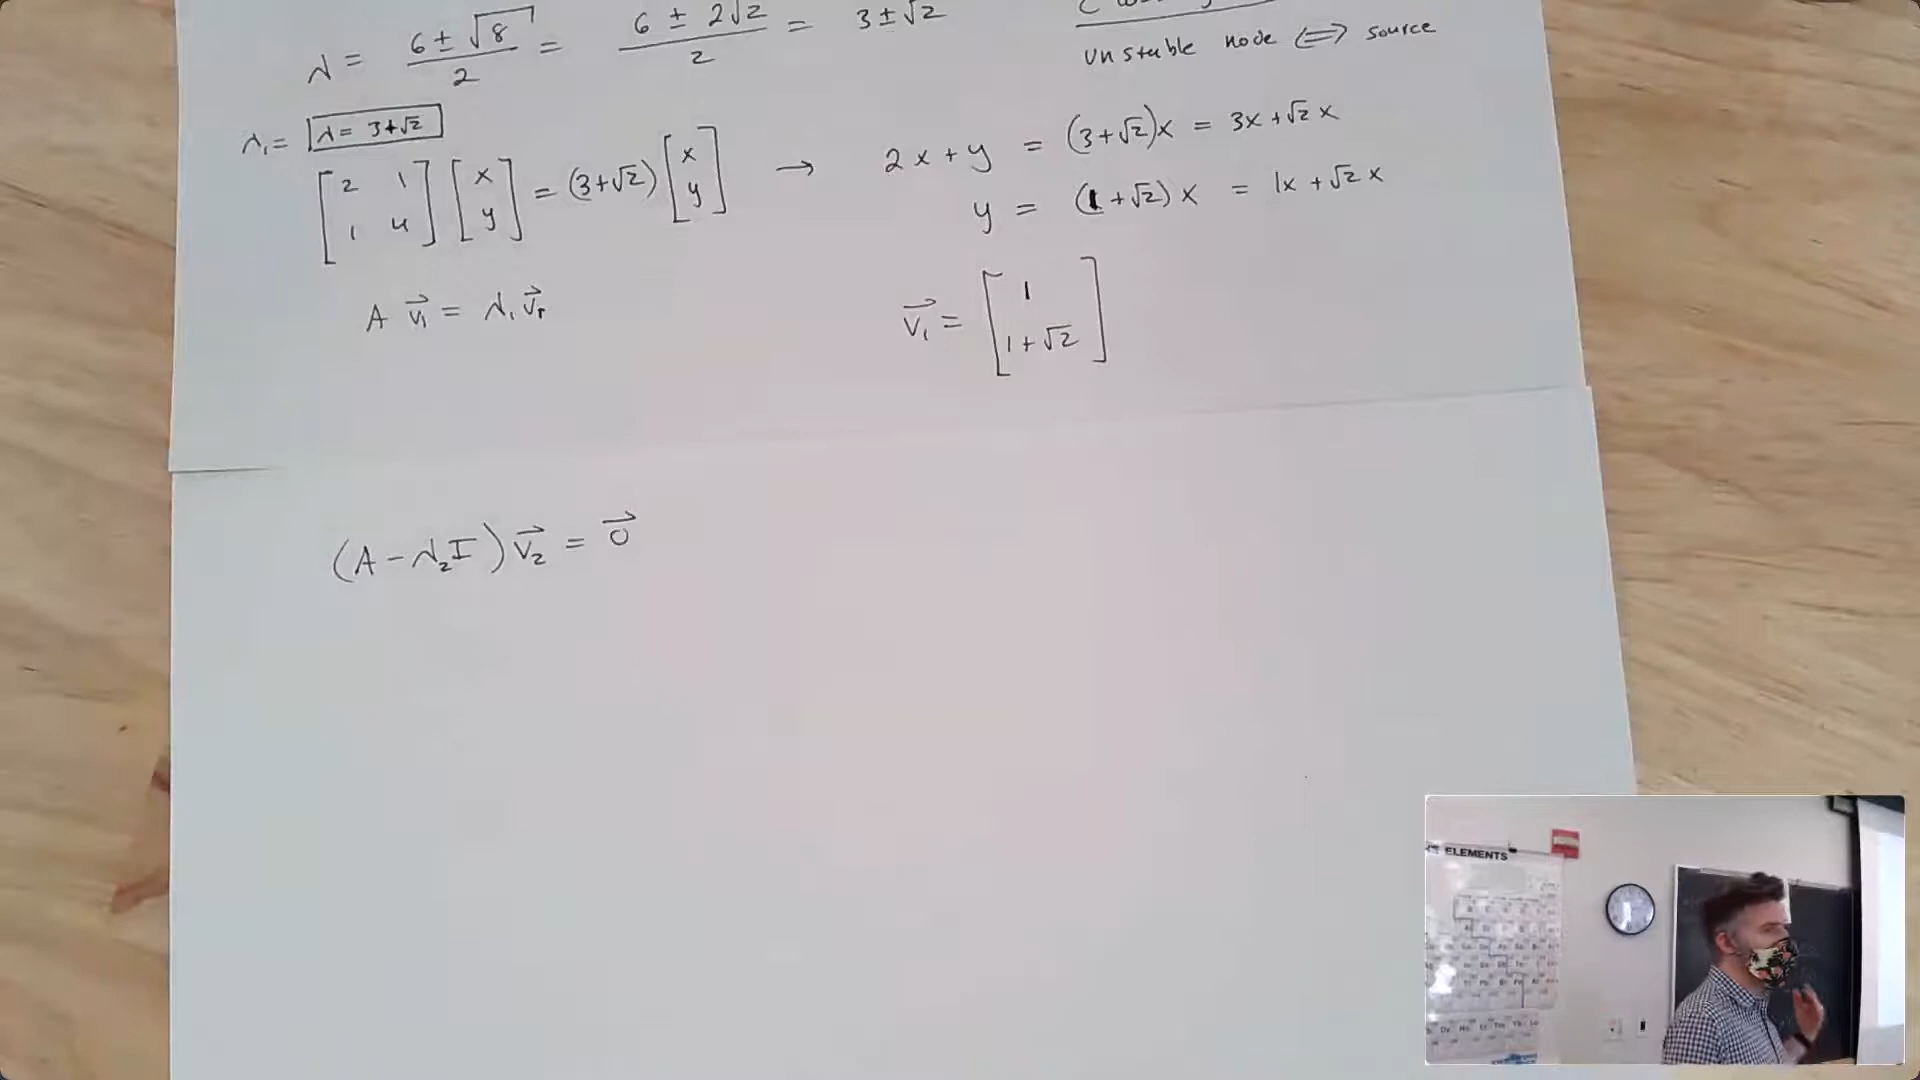 λ = 6 ± √8 / 2 = 6 ± 2√2 / 2 = 3 ± √2
unstable node ⟺ source
λ₁ = λ = 3+√2
[2 1; 1 4] [x; y] = (3+√2) [x; y] → 2x + y = (3+√2)x = 3x + √2 x
y = (1+√2) x = 1x + √2 x
A v⃗₁ = λ₁ v⃗₁
v⃗₁ = [1; 1+√2]
(A − λ₂I) v⃗₂ = 0⃗
ELEMENTS